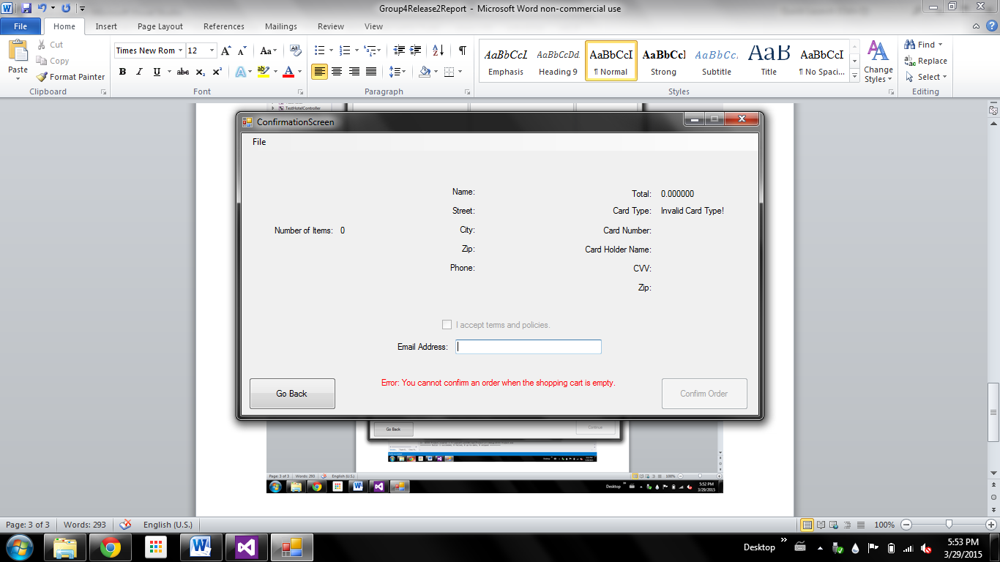 Group4Release2Report - Microsoft Word non-commercial use
File Home Insert Page Layout References Mailings Review View
Paste
Cut
Copy
Format Painter
Clipboard
Times New Rom 12
Font
Paragraph
AaBbCcI AaBbCcDd. AaBbCcI AaBbCcI AaBbCcI AaB AaBbCcI
Emphasis Heading 9 ¶ Normal Strong Subtitle Title ¶ No Spaci...
Change
Styles
Styles
Find
Replace
Select
Editing
TestHotelController
ConfirmationScreen
File
Number of Items: 0
Name:
Street:
City:
Zip:
Phone:
Total: 0.000000
Card Type: Invalid Card Type!
Card Number:
Card Holder Name:
CVV:
Zip:
I accept terms and policies.
Email Address:
Error: You cannot confirm an order when the shopping cart is empty.
Go Back
Confirm Order
Go Back
Continue
Page: 3 of 3 Words: 293 English (U.S.) 100%
Desktop 5:52 PM
3/29/2015
Page: 3 of 3 Words: 293 English (U.S.) 100%
Desktop 5:53 PM
3/29/2015